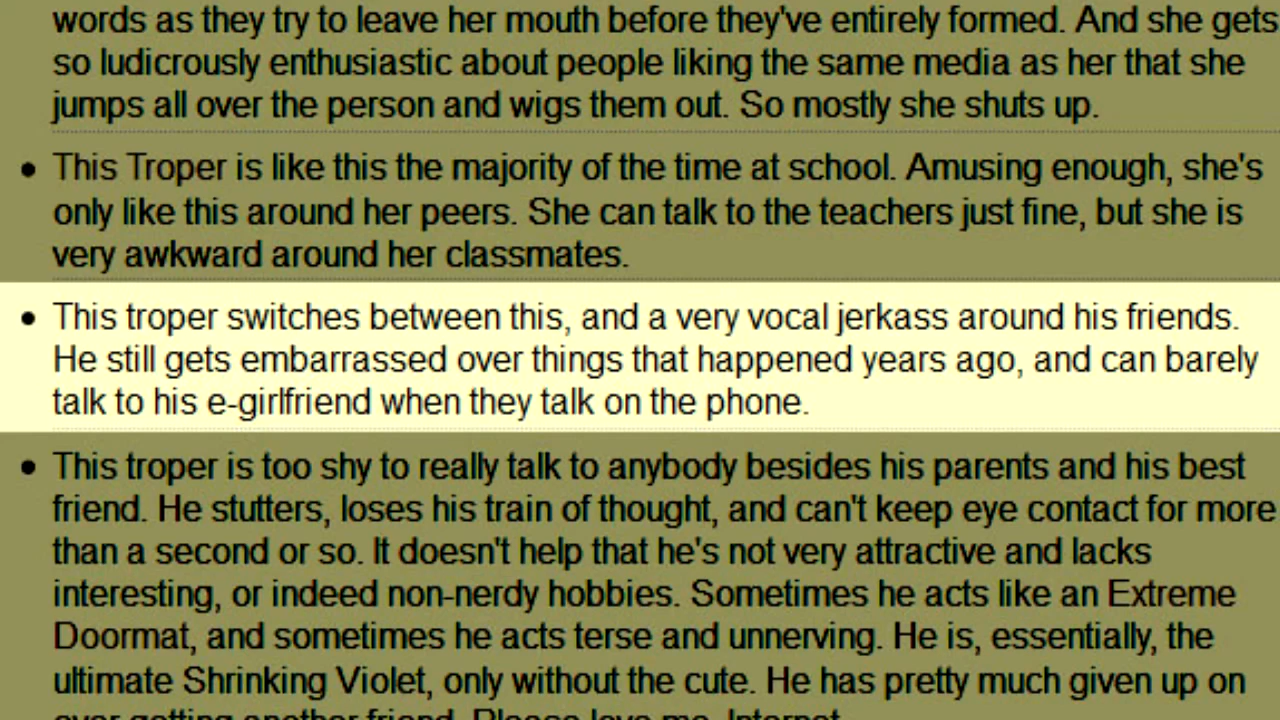 words as they try to leave her mouth before they've entirely formed. And she gets
so ludicrously enthusiastic about people liking the same media as her that she
jumps all over the person and wigs them out. So mostly she shuts up.
• This Troper is like this the majority of the time at school. Amusing enough, she's
only like this around her peers. She can talk to the teachers just fine, but she is
very awkward around her classmates.
• This troper switches between this, and a very vocal jerkass around his friends.
He still gets embarrassed over things that happened years ago, and can barely
talk to his e-girlfriend when they talk on the phone.
• This troper is too shy to really talk to anybody besides his parents and his best
friend. He stutters, loses his train of thought, and can't keep eye contact for more
than a second or so. It doesn't help that he's not very attractive and lacks
interesting, or indeed non-nerdy hobbies. Sometimes he acts like an Extreme
Doormat, and sometimes he acts terse and unnerving. He is, essentially, the
ultimate Shrinking Violet, only without the cute. He has pretty much given up on
ever getting another friend. Please love me, Internet.